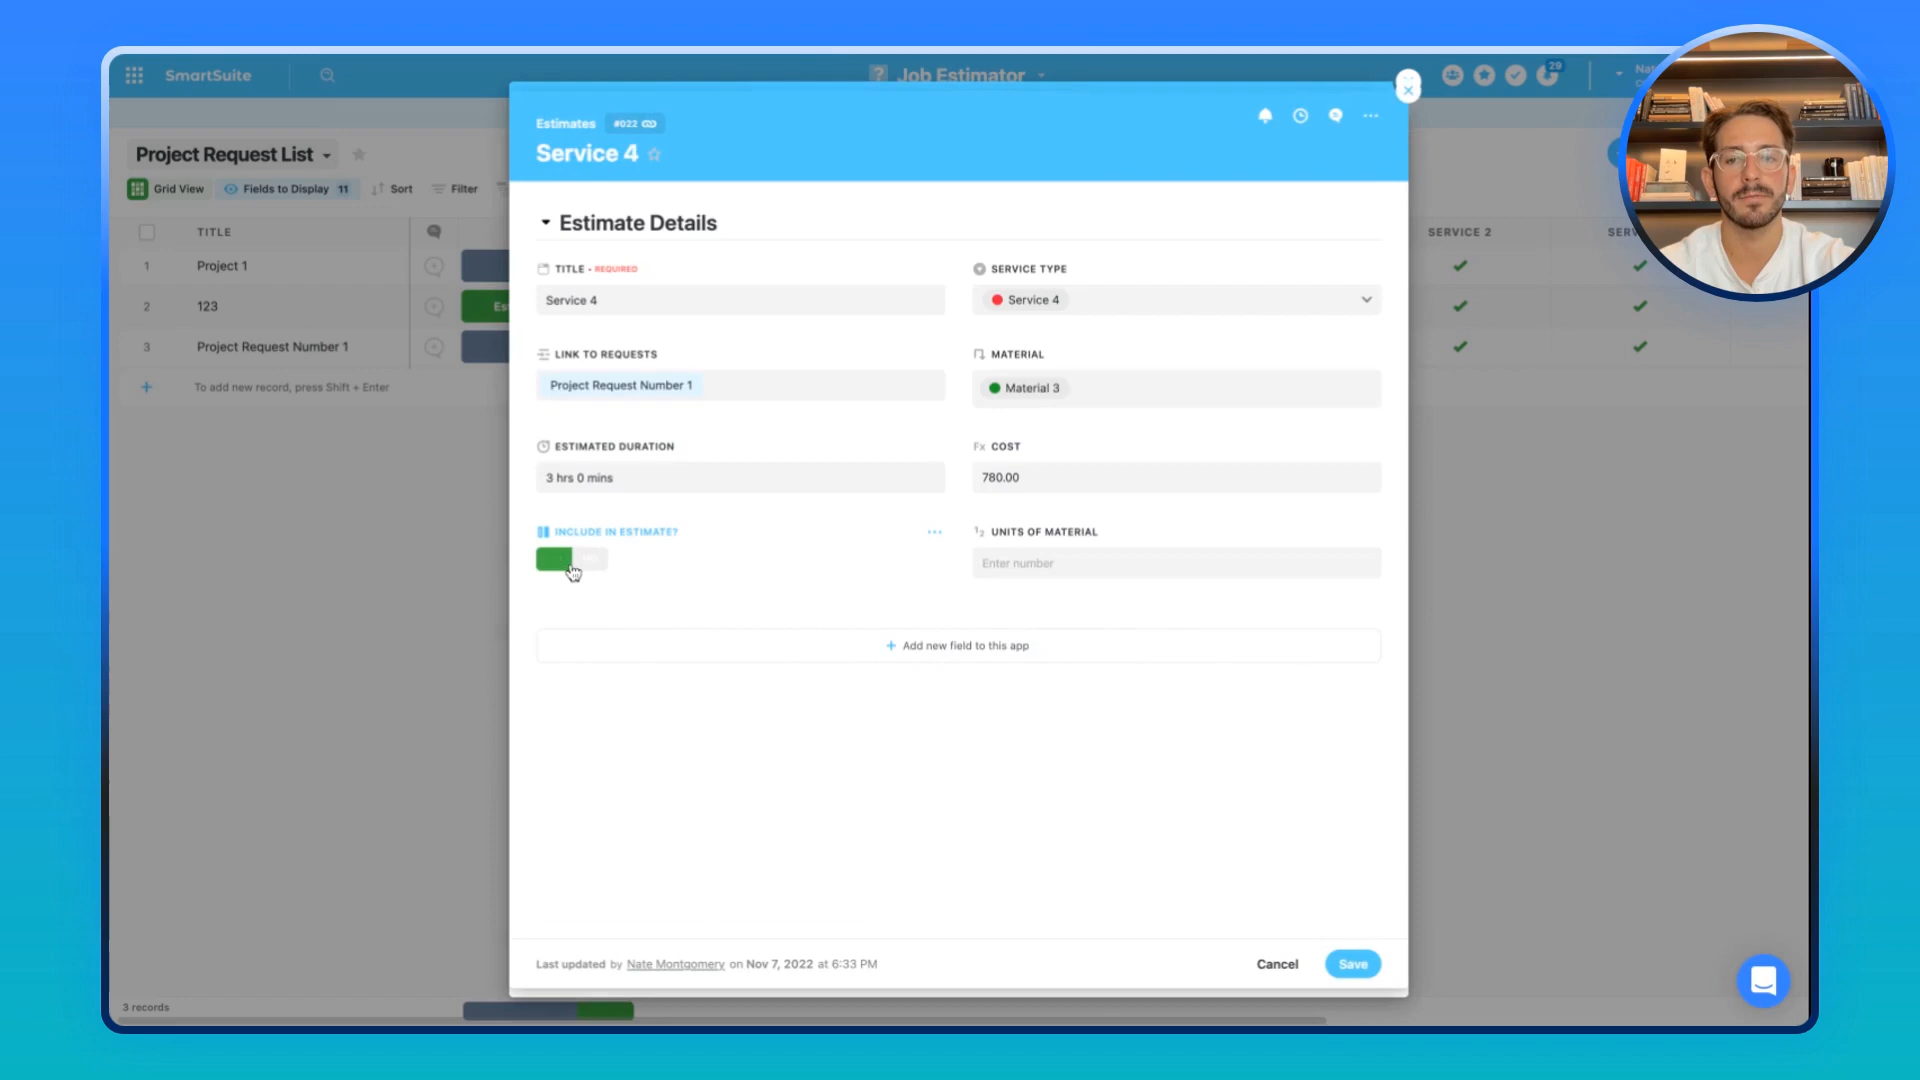 SmartSuite
? Job Estimator
29
Project Request List
Grid View
Fields to Display 11
Sort
Filter
TITLE
SERVICE 2
1
Project 1
2
123
3
Project Request Number 1
+ To add new record, press Shift + Enter
3 records
Estimates
#022
Service 4
Estimate Details
TITLE • REQUIRED
Service 4
SERVICE TYPE
Service 4
LINK TO REQUESTS
Project Request Number 1
MATERIAL
Material 3
ESTIMATED DURATION
3 hrs 0 mins
Fx COST
780.00
INCLUDE IN ESTIMATE?
UNITS OF MATERIAL
Enter number
+ Add new field to this app
Last updated by Nate Montgomery on Nov 7, 2022 at 6:33 PM
Cancel
Save